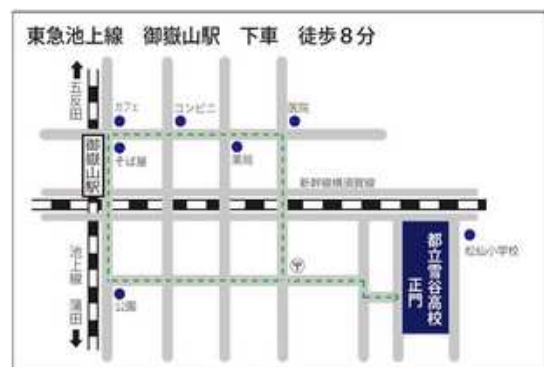 東急池上線 御嶽山駅 下車 徒歩8分
五反田
カフェ
コンビニ
医院
御嶽山駅
そば屋
薬局
新幹線横須賀線
池上線 蒲田
公園
〒
都立雪谷高校
正門
松仙小学校